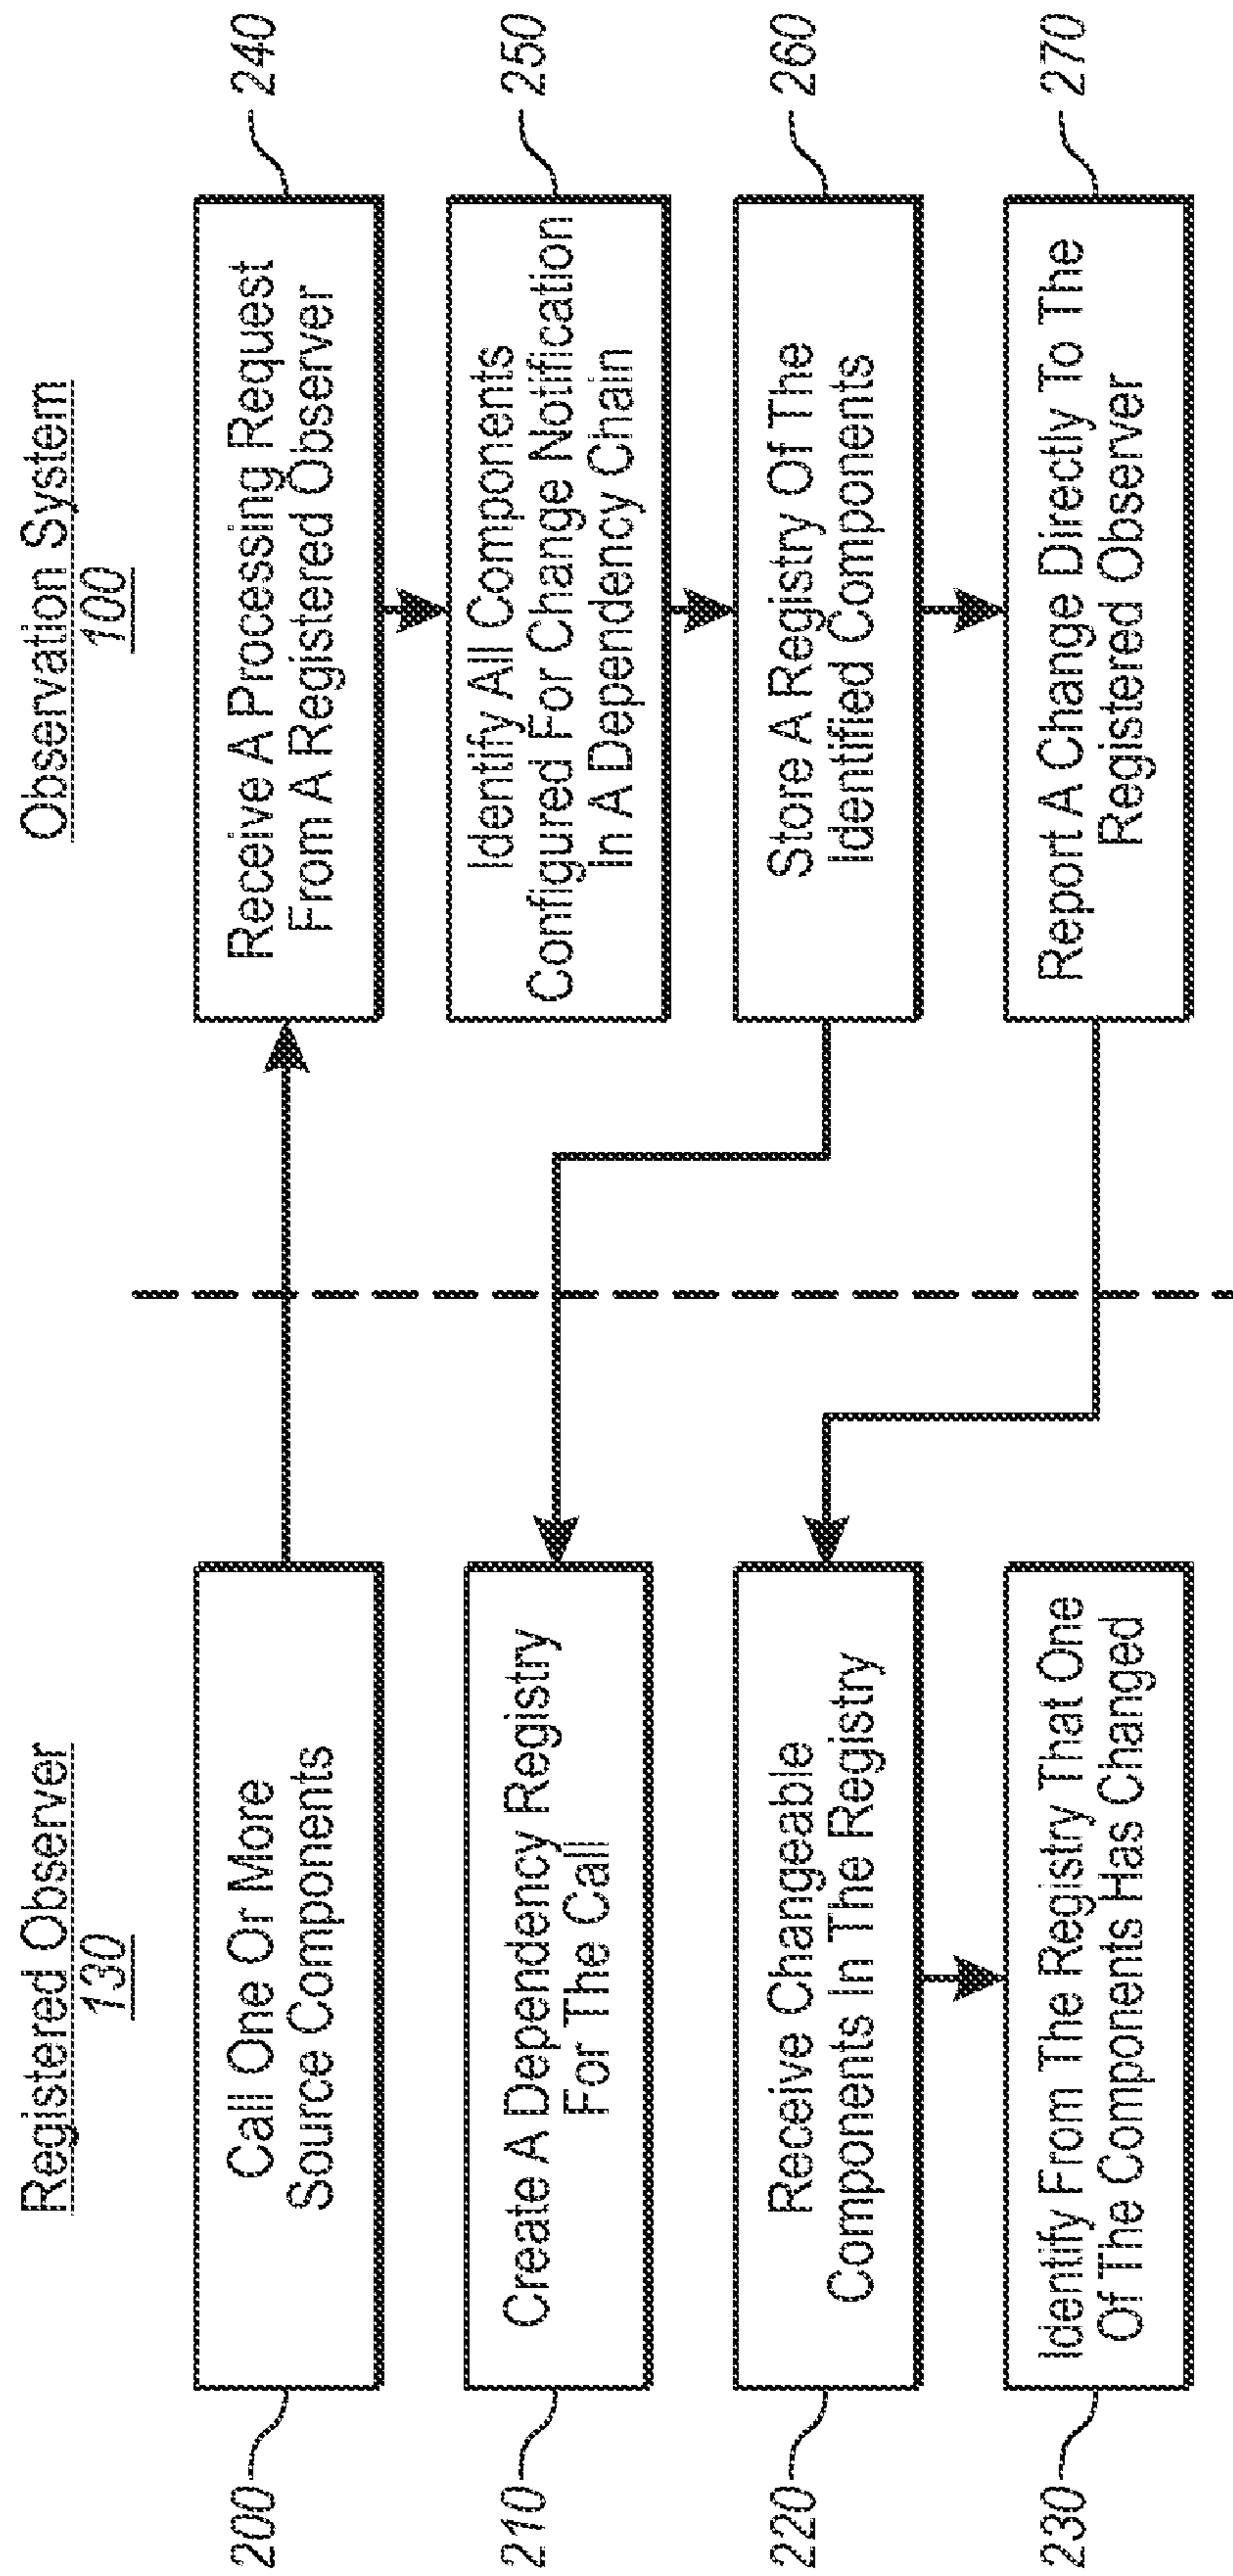 Registered Observer
130
Observation System
100
200
Call One Or More
Source Components
Receive A Processing Request
From A Registered Observer
240
210
Create A Dependency Registry
For The Call
Identify All Components
Configured For Change Notification
In A Dependency Chain
250
220
Receive Changeable
Components In The Registry
Store A Registry Of The
Identified Components
260
230
Identify From The Registry That One
Of The Components Has Changed
Report A Change Directly To The
Registered Observer
270